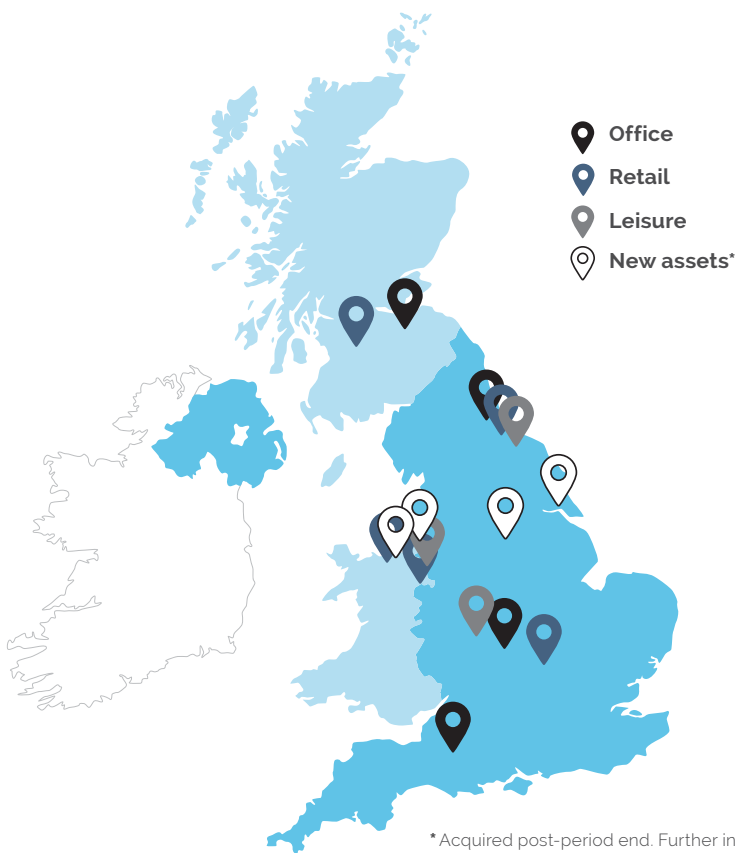 Office
Retail
Leisure
New assets*
* Acquired post-period end. Further in